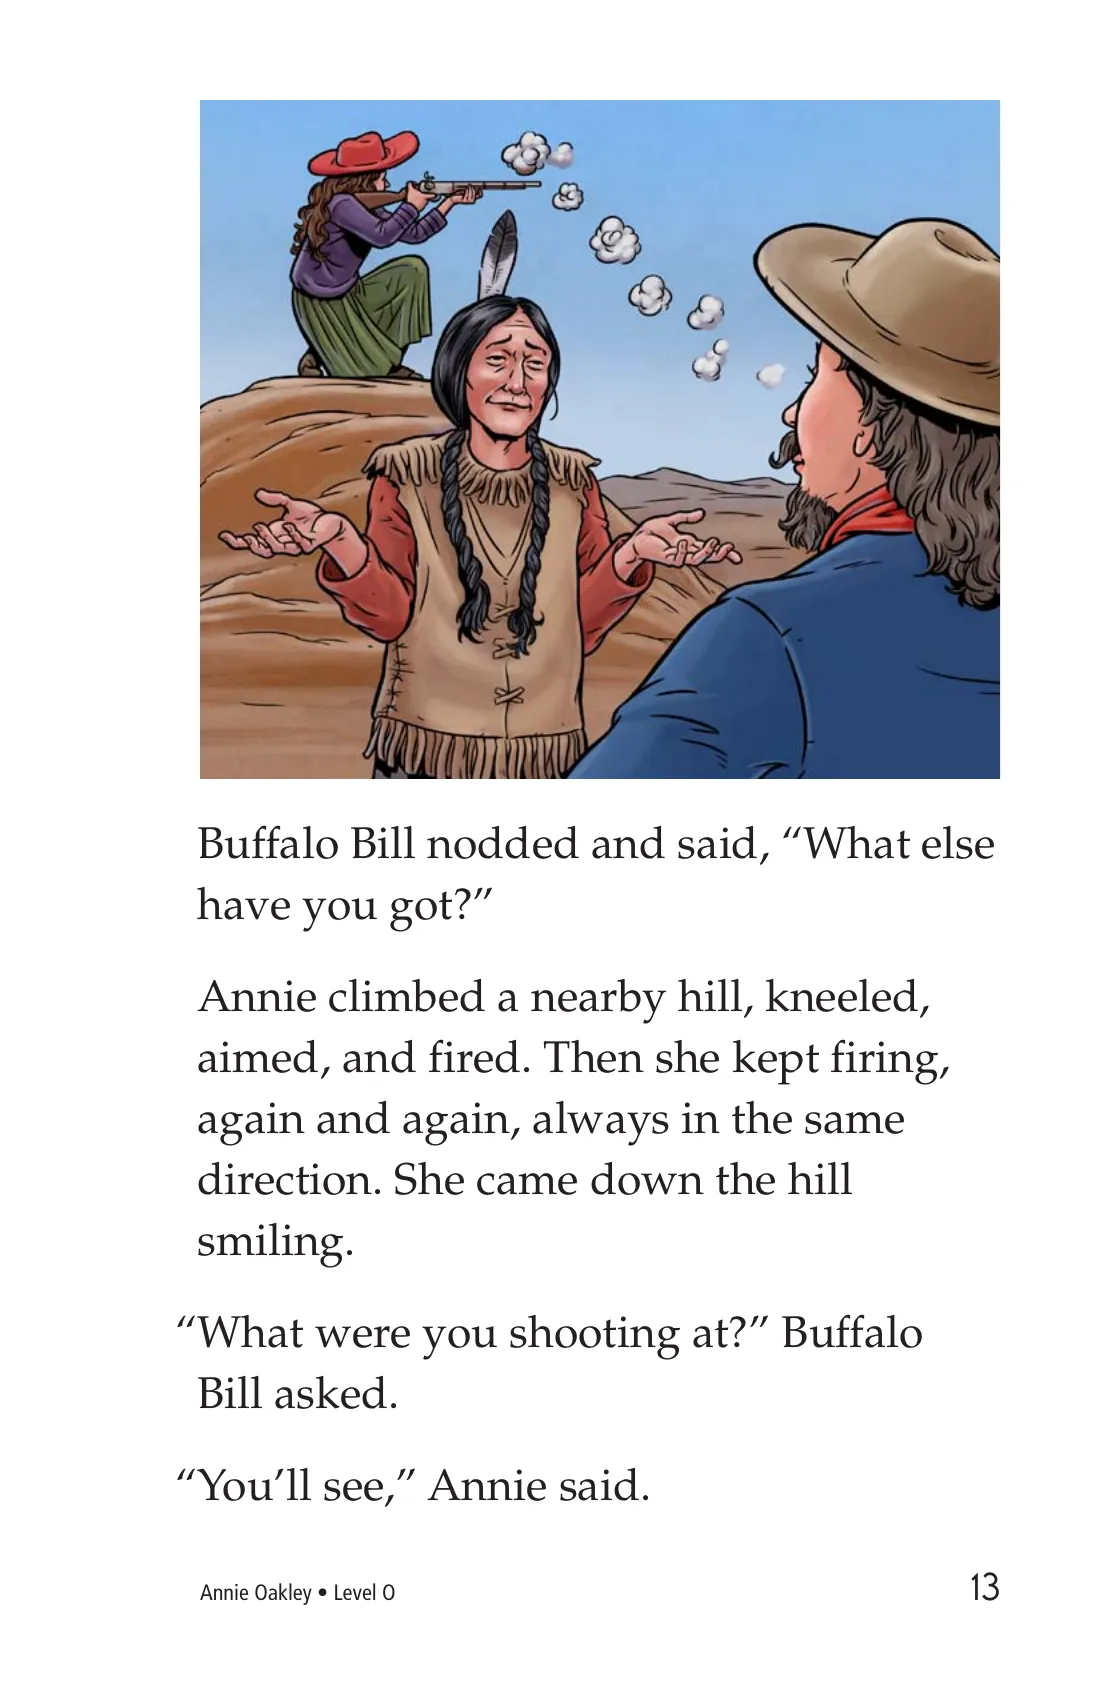 Buffalo Bill nodded and said, “What else
have you got?”
Annie climbed a nearby hill, kneeled,
aimed, and fired. Then she kept firing,
again and again, always in the same
direction. She came down the hill
smiling.
“What were you shooting at?” Buffalo
Bill asked.
“You’ll see,” Annie said.
Annie Oakley • Level O
13